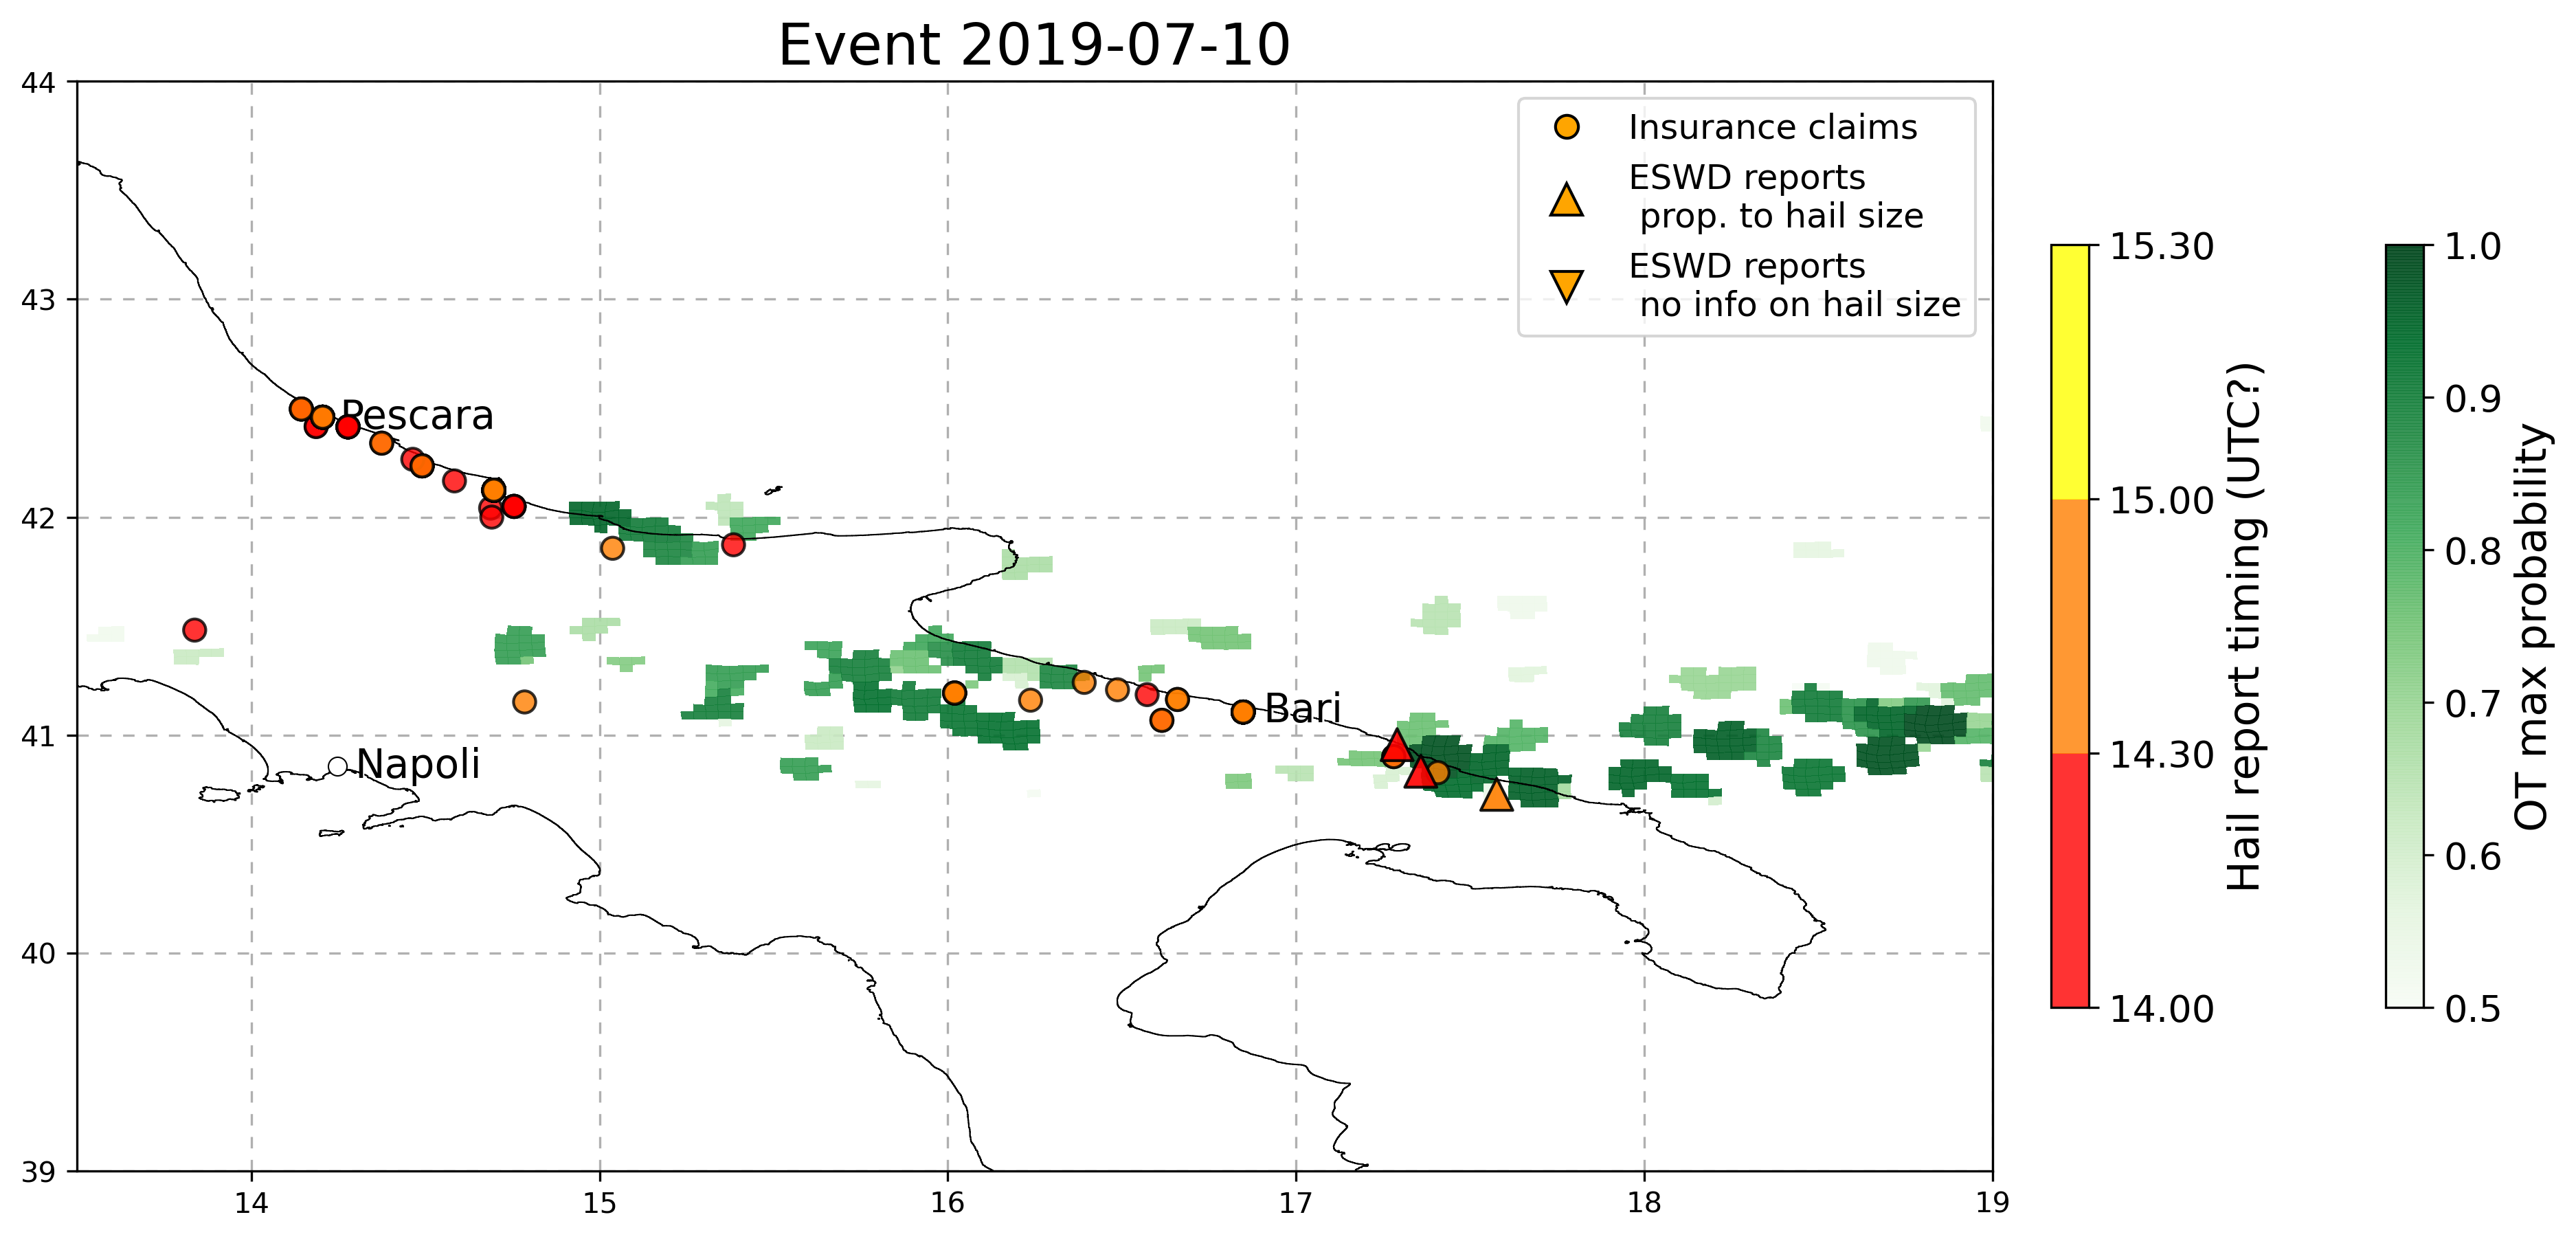 Event 2019-07-10
44
43
42
41
40
39
14
15
16
17
18
19
Pescara
Napoli
Bari
Insurance claims
ESWD reports
prop. to hail size
ESWD reports
no info on hail size
15.30
15.00
14.30
14.00
Hail report timing (UTC?)
1.0
0.9
0.8
0.7
0.6
0.5
OT max probability